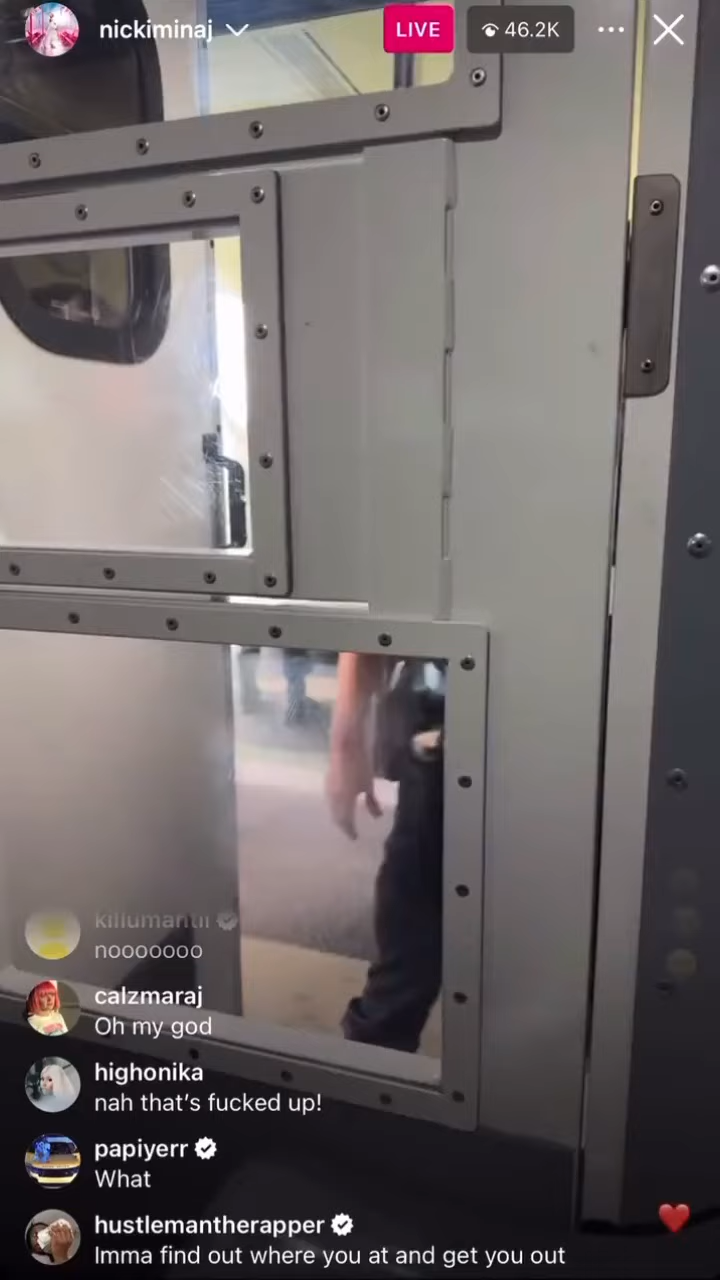 nickiminaj
LIVE
46.2K
nooooooo
calzmaraj
Oh my god
highonika
nah that's fucked up!
papiyerr
What
hustlemantherapper
Imma find out where you at and get you out